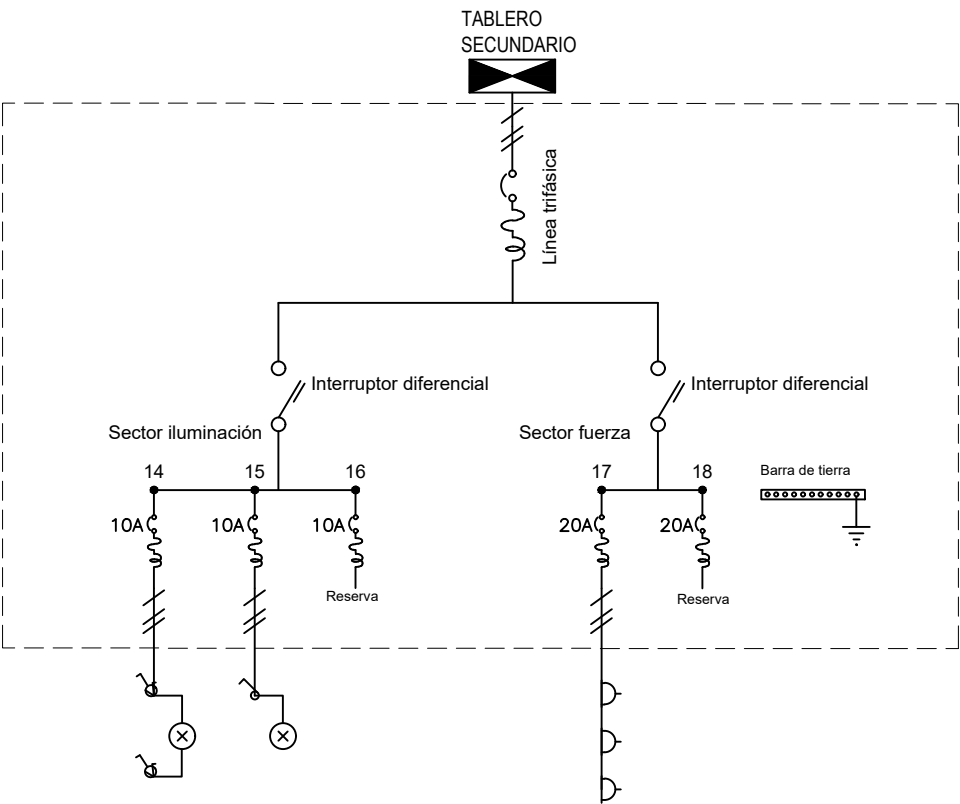 TABLERO
SECUNDARIO
Línea trifásica
Interruptor diferencial
Interruptor diferencial
Sector iluminación
Sector fuerza
14
15
16
17
18
Barra de tierra
10A
10A
10A
20A
20A
Reserva
Reserva